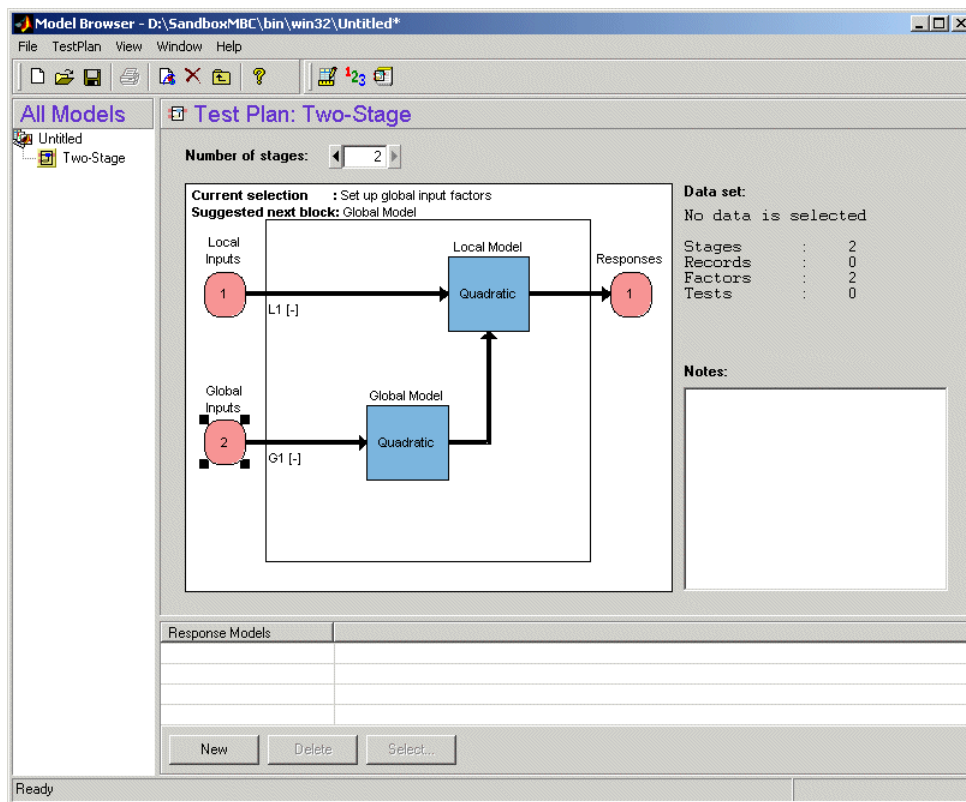 Model Browser - D:\SandboxMBC\bin\win32\Untitled*
File TestPlan View Window Help
1 2 3
All Models
Untitled
Two-Stage
Test Plan: Two-Stage
Number of stages: 2
Current selection : Set up global input factors
Suggested next block: Global Model
Local
Inputs
1
L1 [-]
Local Model
Quadratic
Responses
1
Global
Inputs
2
G1 [-]
Global Model
Quadratic
Data set:
No data is selected
Stages : 2
Records : 0
Factors : 2
Tests : 0
Notes:
Response Models
New Delete Select...
Ready